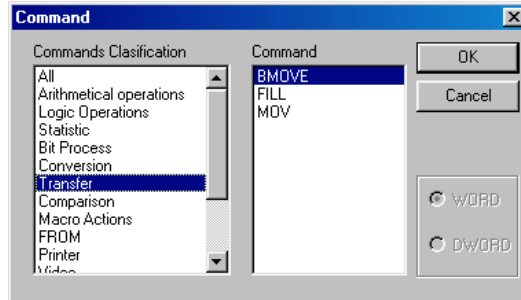 Command
Commands Clasification
All
Arithmetical operations
Logic Operations
Statistic
Bit Process
Conversion
Transfer
Comparison
Macro Actions
FROM
Printer
Video
Command
BMOVE
FILL
MOV
OK
Cancel
WORD
DWORD